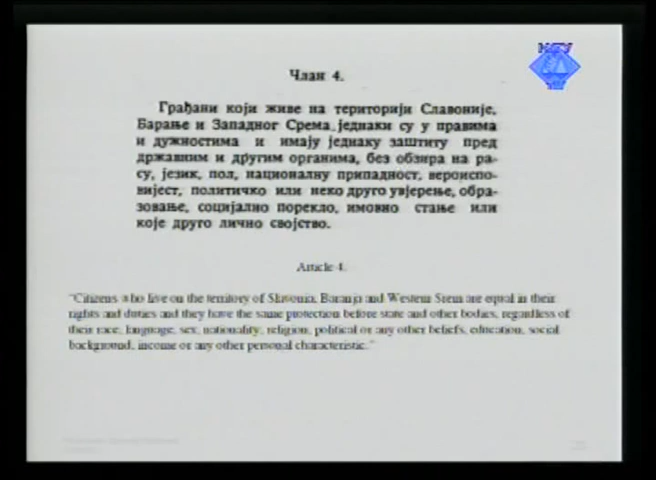 Члан 4.
Грађани који живе на територији Славоније,
Барање и Западног Срема једнаки су у правима
и дужностима и имају једнаку заштиту пред
државним и другим органима, без обзира на ра-
су, језик, пол, националну припадност, вероиспо-
вијест, политичко или неко друго увјерење, обра-
зовање, социјално порекло, имовно стање или
које друго лично својство.
Article 4.
"Citizens who live on the territory of Slavonia, Baranja and Western Srem are equal in their
rights and duties and they have the same protection before state and other bodies, regardless of
their race, language, sex, nationality, religion, political or any other beliefs, education, social
background, income or any other personal characteristic."